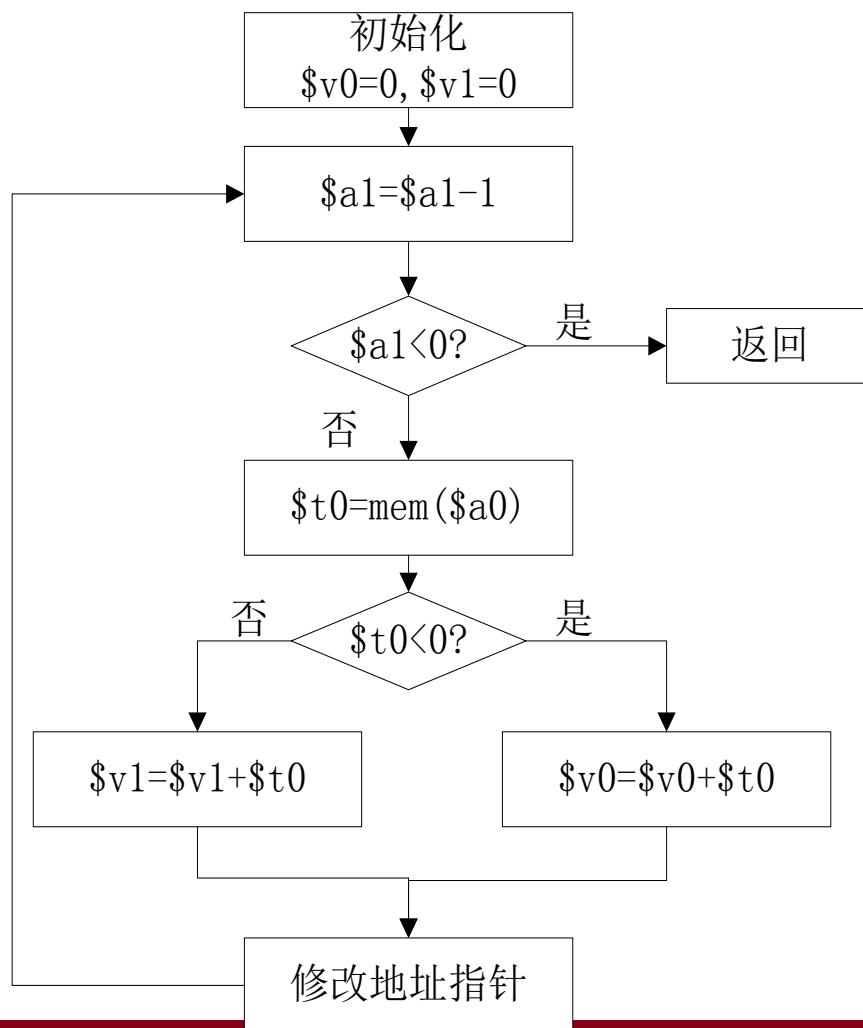 初始化
$v0=0,$v1=0
$a1=$a1-1
$a1<0?
是
返回
否
$t0=mem($a0)
否
$t0<0?
是
$v1=$v1+$t0
$v0=$v0+$t0
修改地址指针